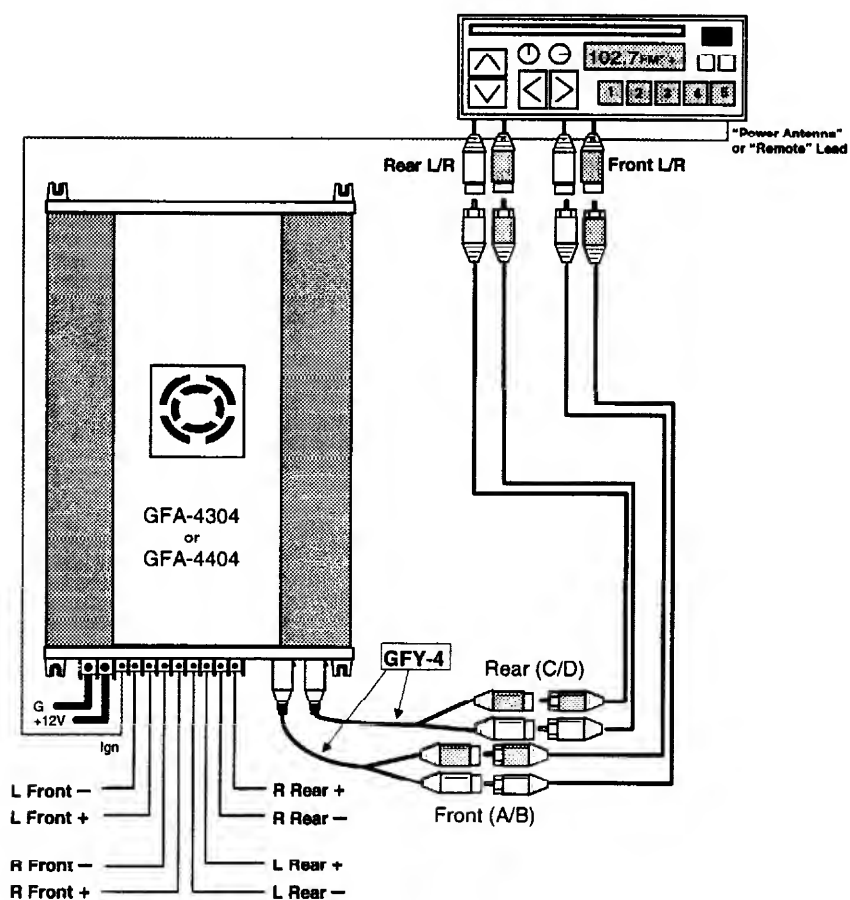 102.7FMF+
1 2 3 4 5
"Power Antenna"
or "Remote" Lead
Rear L/R
Front L/R
GFA-4304
or
GFA-4404
GFY-4
Rear (C/D)
G
+12V
Ign
L Front –
L Front +
R Front –
R Front +
R Rear +
R Rear –
L Rear +
L Rear –
Front (A/B)